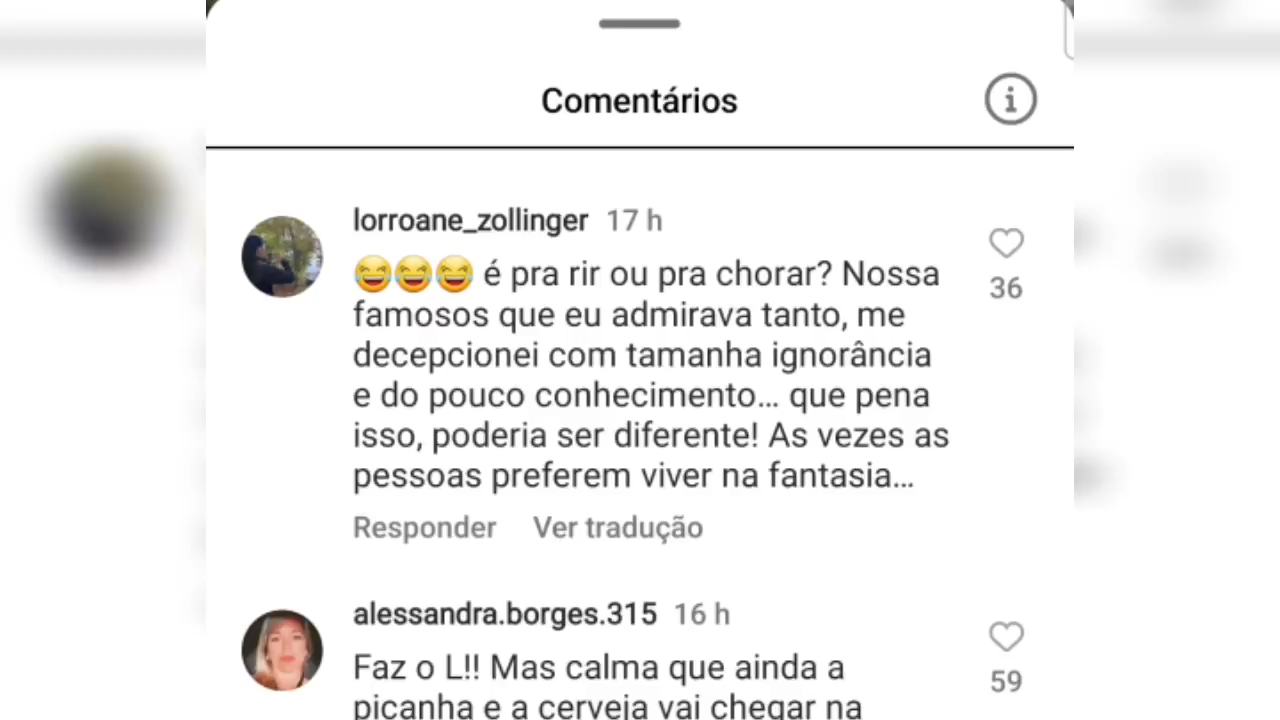 Comentários
lorroane_zollinger 17 h
😂😂😂 é pra rir ou pra chorar? Nossa
famosos que eu admirava tanto, me
decepcionei com tamanha ignorância
e do pouco conhecimento... que pena
isso, poderia ser diferente! As vezes as
pessoas preferem viver na fantasia...
36
Responder Ver tradução
alessandra.borges.315 16 h
Faz o L!! Mas calma que ainda a
picanha e a cerveja vai chegar na
59